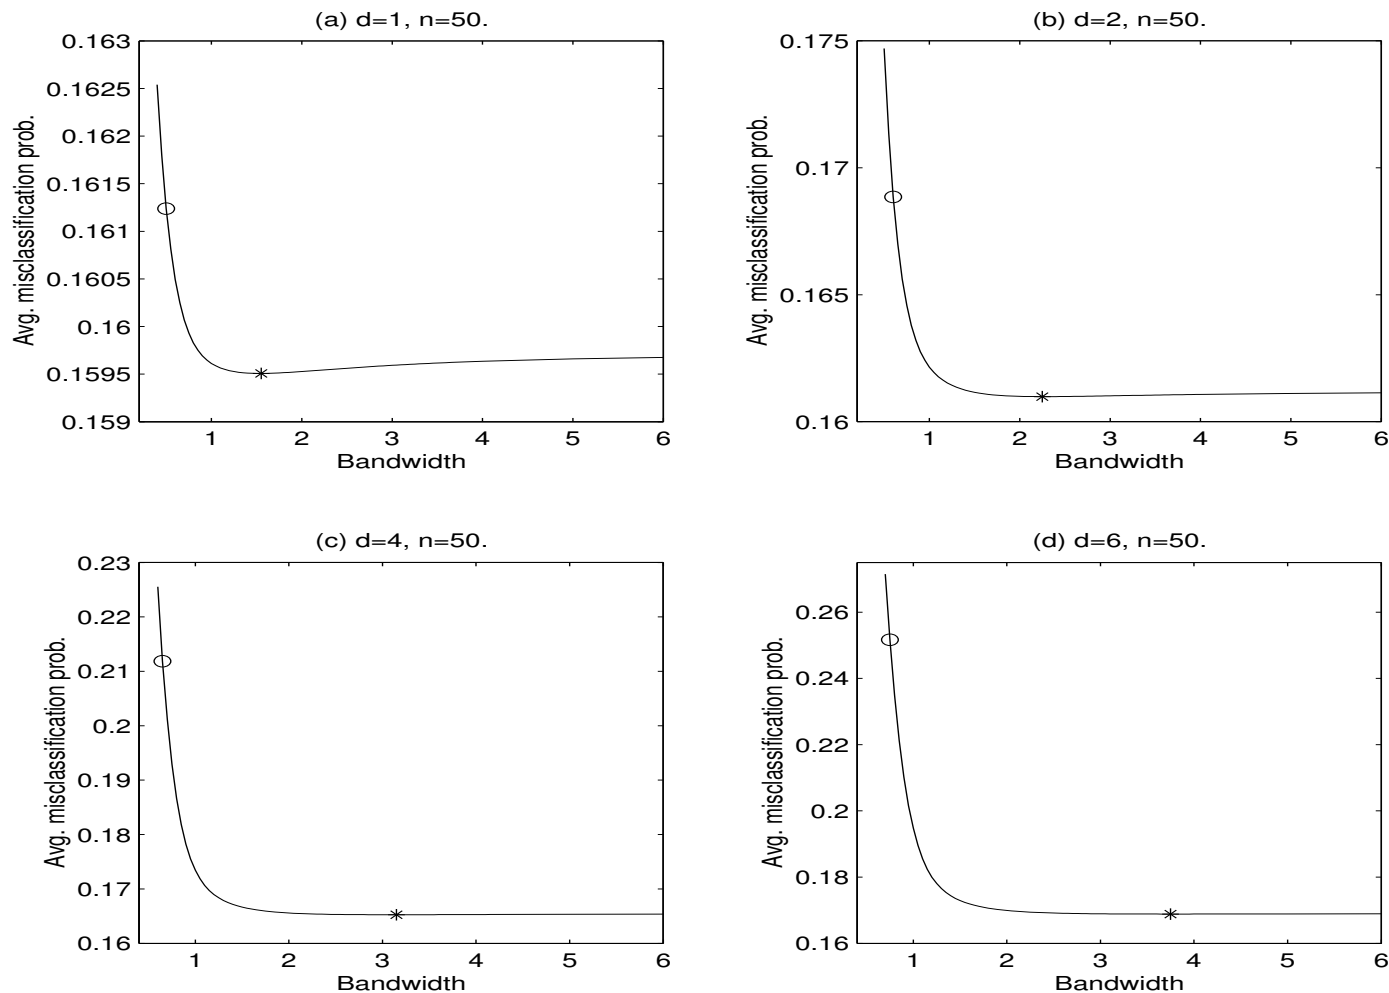 (a) d=1, n=50.
0.163
0.1625
0.162
0.1615
0.161
0.1605
0.16
0.1595
0.159
Avg. misclassification prob.
1 2 3 4 5 6
Bandwidth
(b) d=2, n=50.
0.175
0.17
0.165
0.16
Avg. misclassification prob.
1 2 3 4 5 6
Bandwidth
(c) d=4, n=50.
0.23
0.22
0.21
0.2
0.19
0.18
0.17
0.16
Avg. misclassification prob.
1 2 3 4 5 6
Bandwidth
(d) d=6, n=50.
0.26
0.24
0.22
0.2
0.18
0.16
Avg. misclassification prob.
1 2 3 4 5 6
Bandwidth